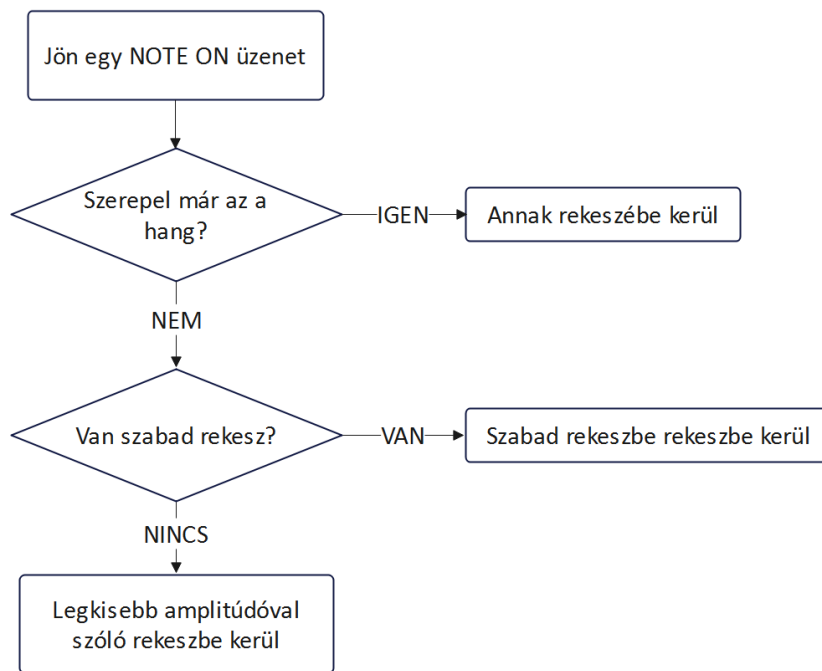 Jön egy NOTE ON üzenet
Szerepel már az a
hang?
IGEN
Annak rekeszébe kerül
NEM
Van szabad rekesz?
VAN
Szabad rekeszbe rekeszbe kerül
NINCS
Legkisebb amplitúdóval
szóló rekeszbe kerül